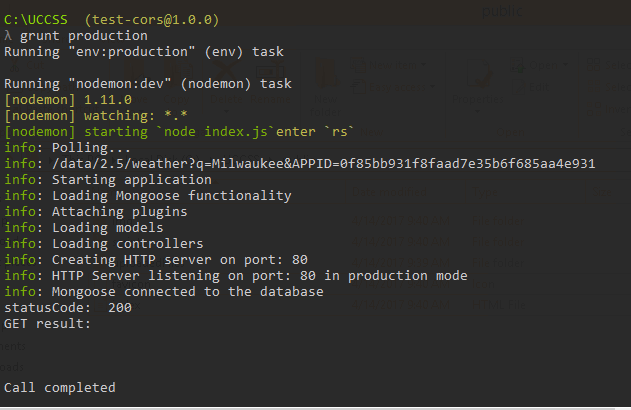 public
C:\UCCSS (test-cors@1.0.0)
λ grunt production
Running "env:production" (env) task
Running "nodemon:dev" (nodemon) task
[nodemon] 1.11.0
[nodemon] watching: *.*
[nodemon] starting `node index.js`enter `rs`
info: Polling...
info: /data/2.5/weather?q=Milwaukee&APPID=0f85bb931f8faad7e35b6f685aa4e931
info: Starting application
info: Loading Mongoose functionality
info: Attaching plugins
info: Loading models
info: Loading controllers
info: Creating HTTP server on port: 80
info: HTTP Server listening on port: 80 in production mode
info: Mongoose connected to the database
statusCode: 200
GET result:
Call completed